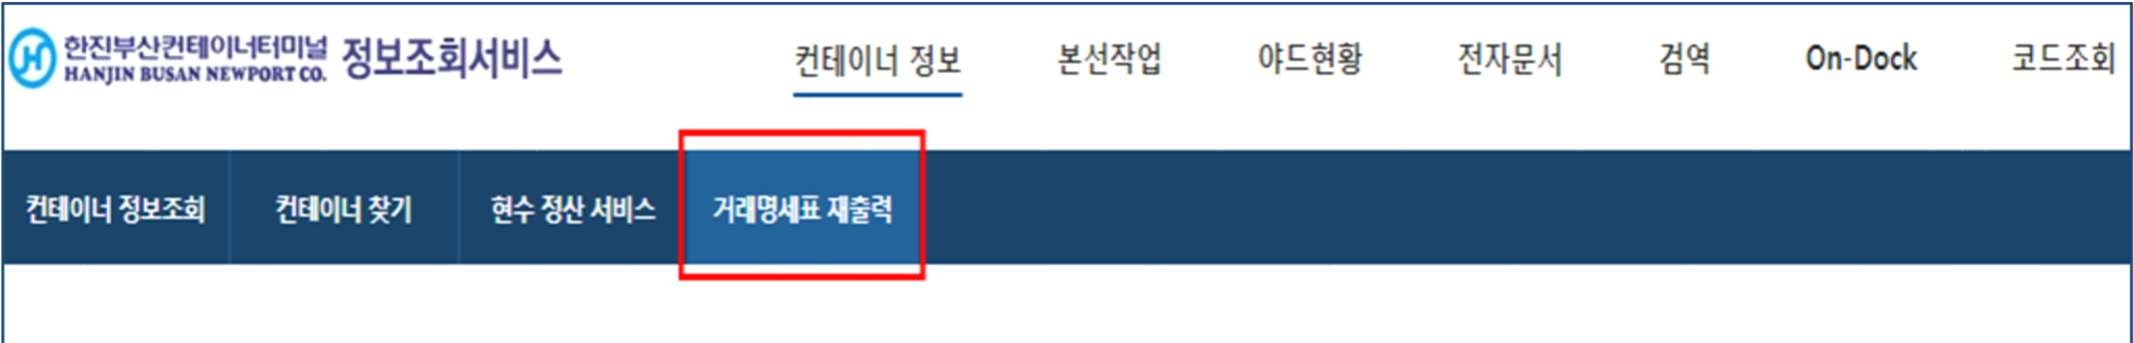 한진부산컨테이너터미널 정보조회서비스
HANJIN BUSAN NEWPORT CO.
컨테이너 정보 본선작업 야드현황 전자문서 검역 On-Dock 코드조회
컨테이너 정보조회 컨테이너 찾기 현수 정산 서비스 거래명세표 재출력